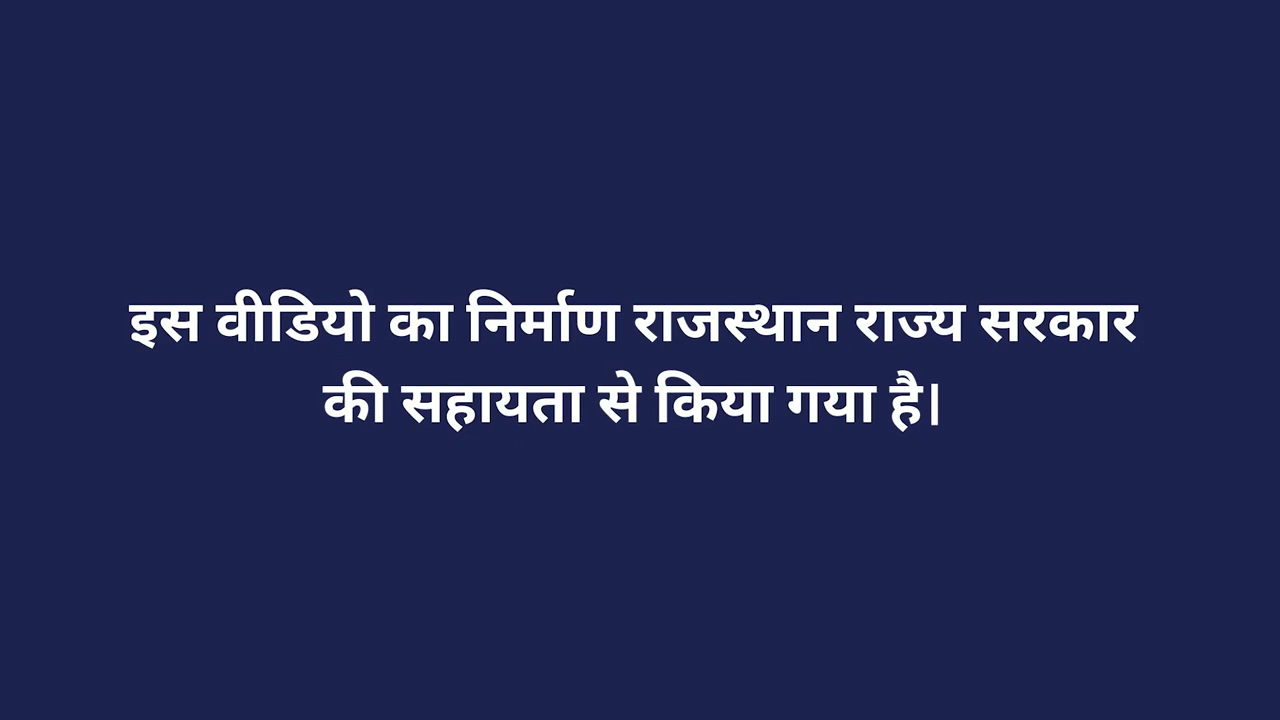 इस वीडियो का निर्माण राजस्थान राज्य सरकार
की सहायता से किया गया है।